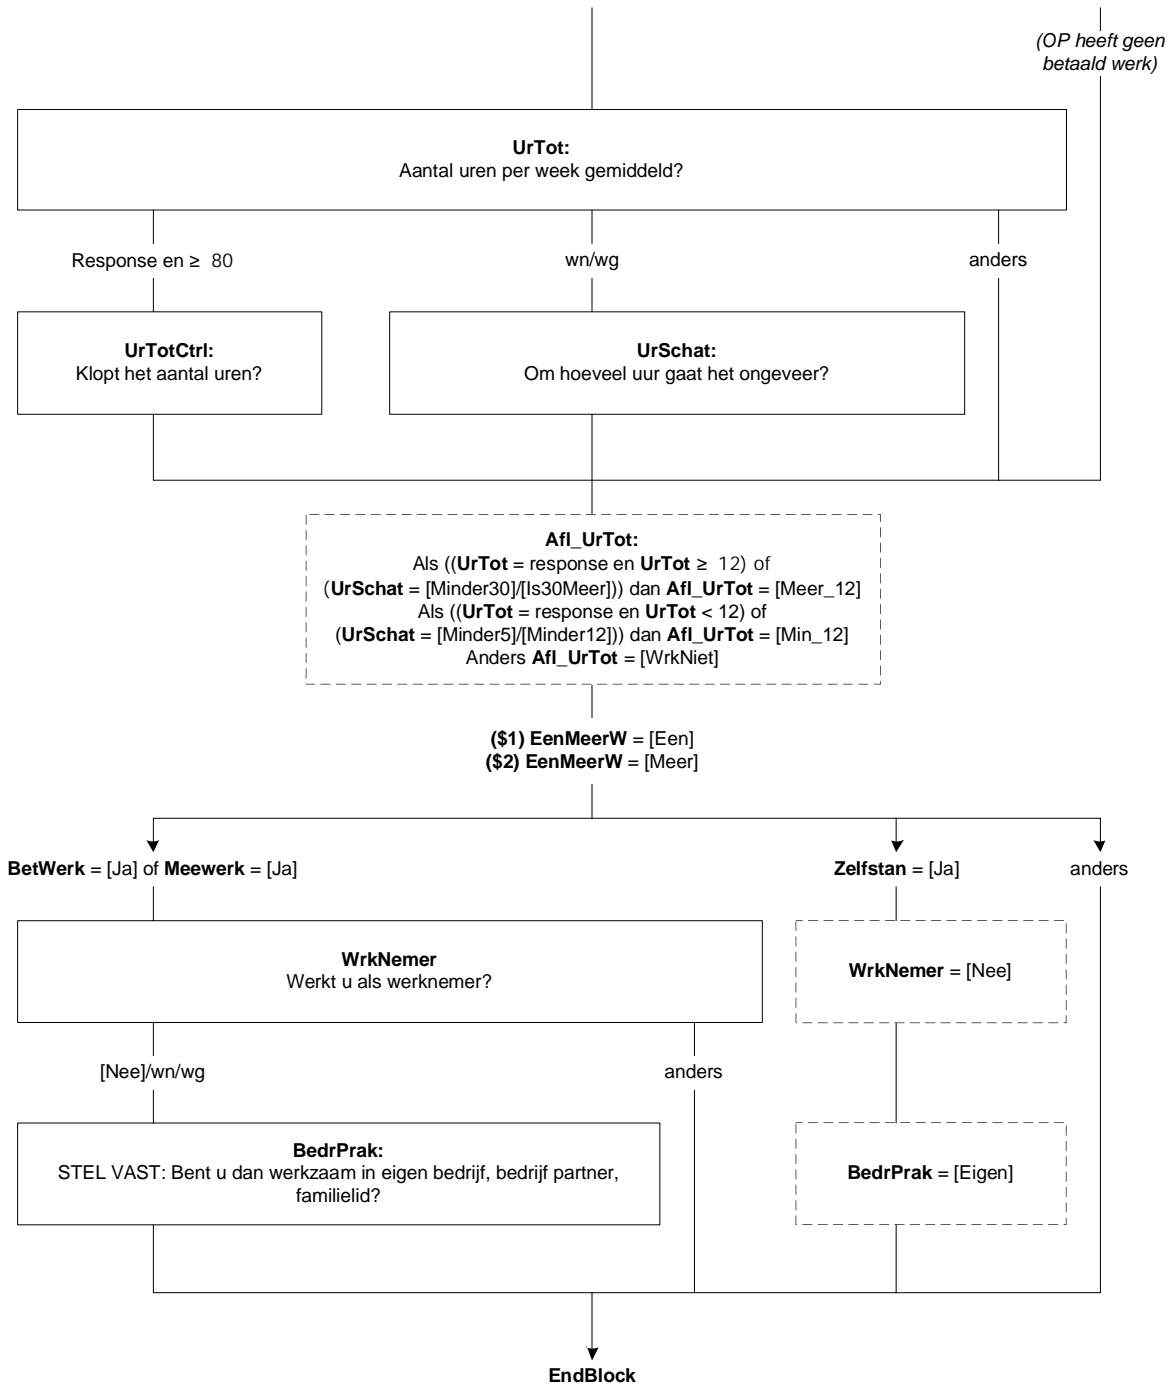 (OP heeft geen
betaald werk)
UrTot:
Aantal uren per week gemiddeld?
Response en ≥ 80
wn/wg
anders
UrTotCtrl:
Klopt het aantal uren?
UrSchat:
Om hoeveel uur gaat het ongeveer?
Afl_UrTot:
Als ((UrTot = response en UrTot ≥ 12) of
(UrSchat = [Minder30]/[Is30Meer])) dan Afl_UrTot = [Meer_12]
Als ((UrTot = response en UrTot < 12) of
(UrSchat = [Minder5]/[Minder12])) dan Afl_UrTot = [Min_12]
Anders Afl_UrTot = [WrkNiet]
($1) EenMeerW = [Een]
($2) EenMeerW = [Meer]
BetWerk = [Ja] of Meewerk = [Ja]
Zelfstan = [Ja]
anders
WrkNemer
Werkt u als werknemer?
WrkNemer = [Nee]
[Nee]/wn/wg
anders
BedrPrak:
STEL VAST: Bent u dan werkzaam in eigen bedrijf, bedrijf partner,
familielid?
BedrPrak = [Eigen]
EndBlock